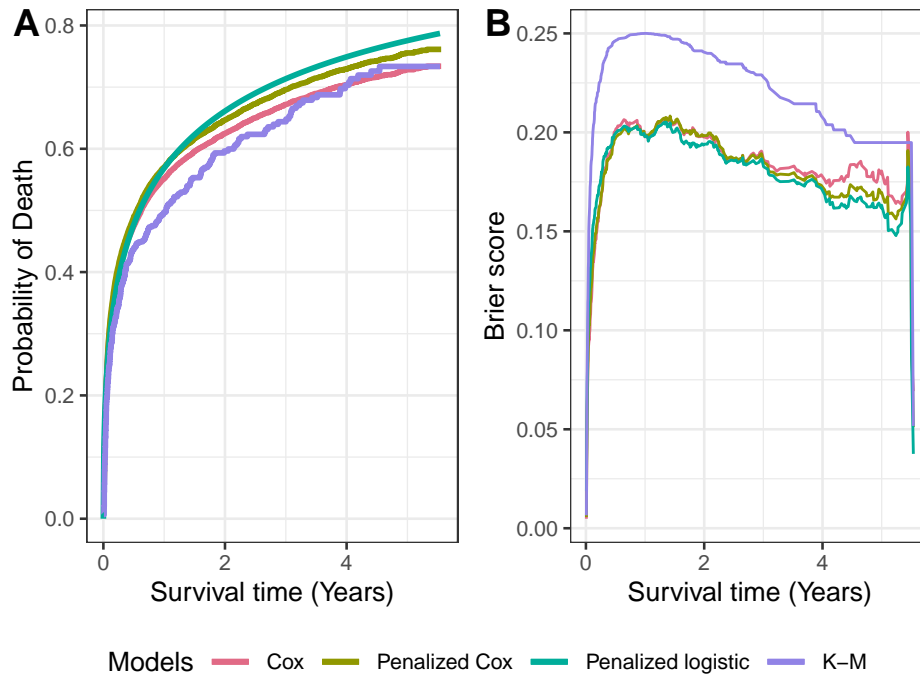 A
B
0.8
0.6
0.4
0.2
0.0
Probability of Death
0
2
4
Survival time (Years)
0.25
0.20
0.15
0.10
0.05
0.00
Brier score
0
2
4
Survival time (Years)
Models Cox Penalized Cox Penalized logistic K−M